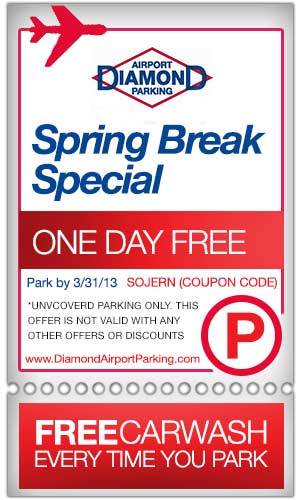 AIRPORT
DIAMOND
PARKING
Spring Break
Special
ONE DAY FREE
Park by 3/31/13 SOJERN (COUPON CODE)
*UNVCOVERD PARKING ONLY. THIS
OFFER IS NOT VALID WITH ANY
OTHER OFFERS OR DISCOUNTS
P
www.DiamondAirportParking.com
FREECARWASH
EVERY TIME YOU PARK